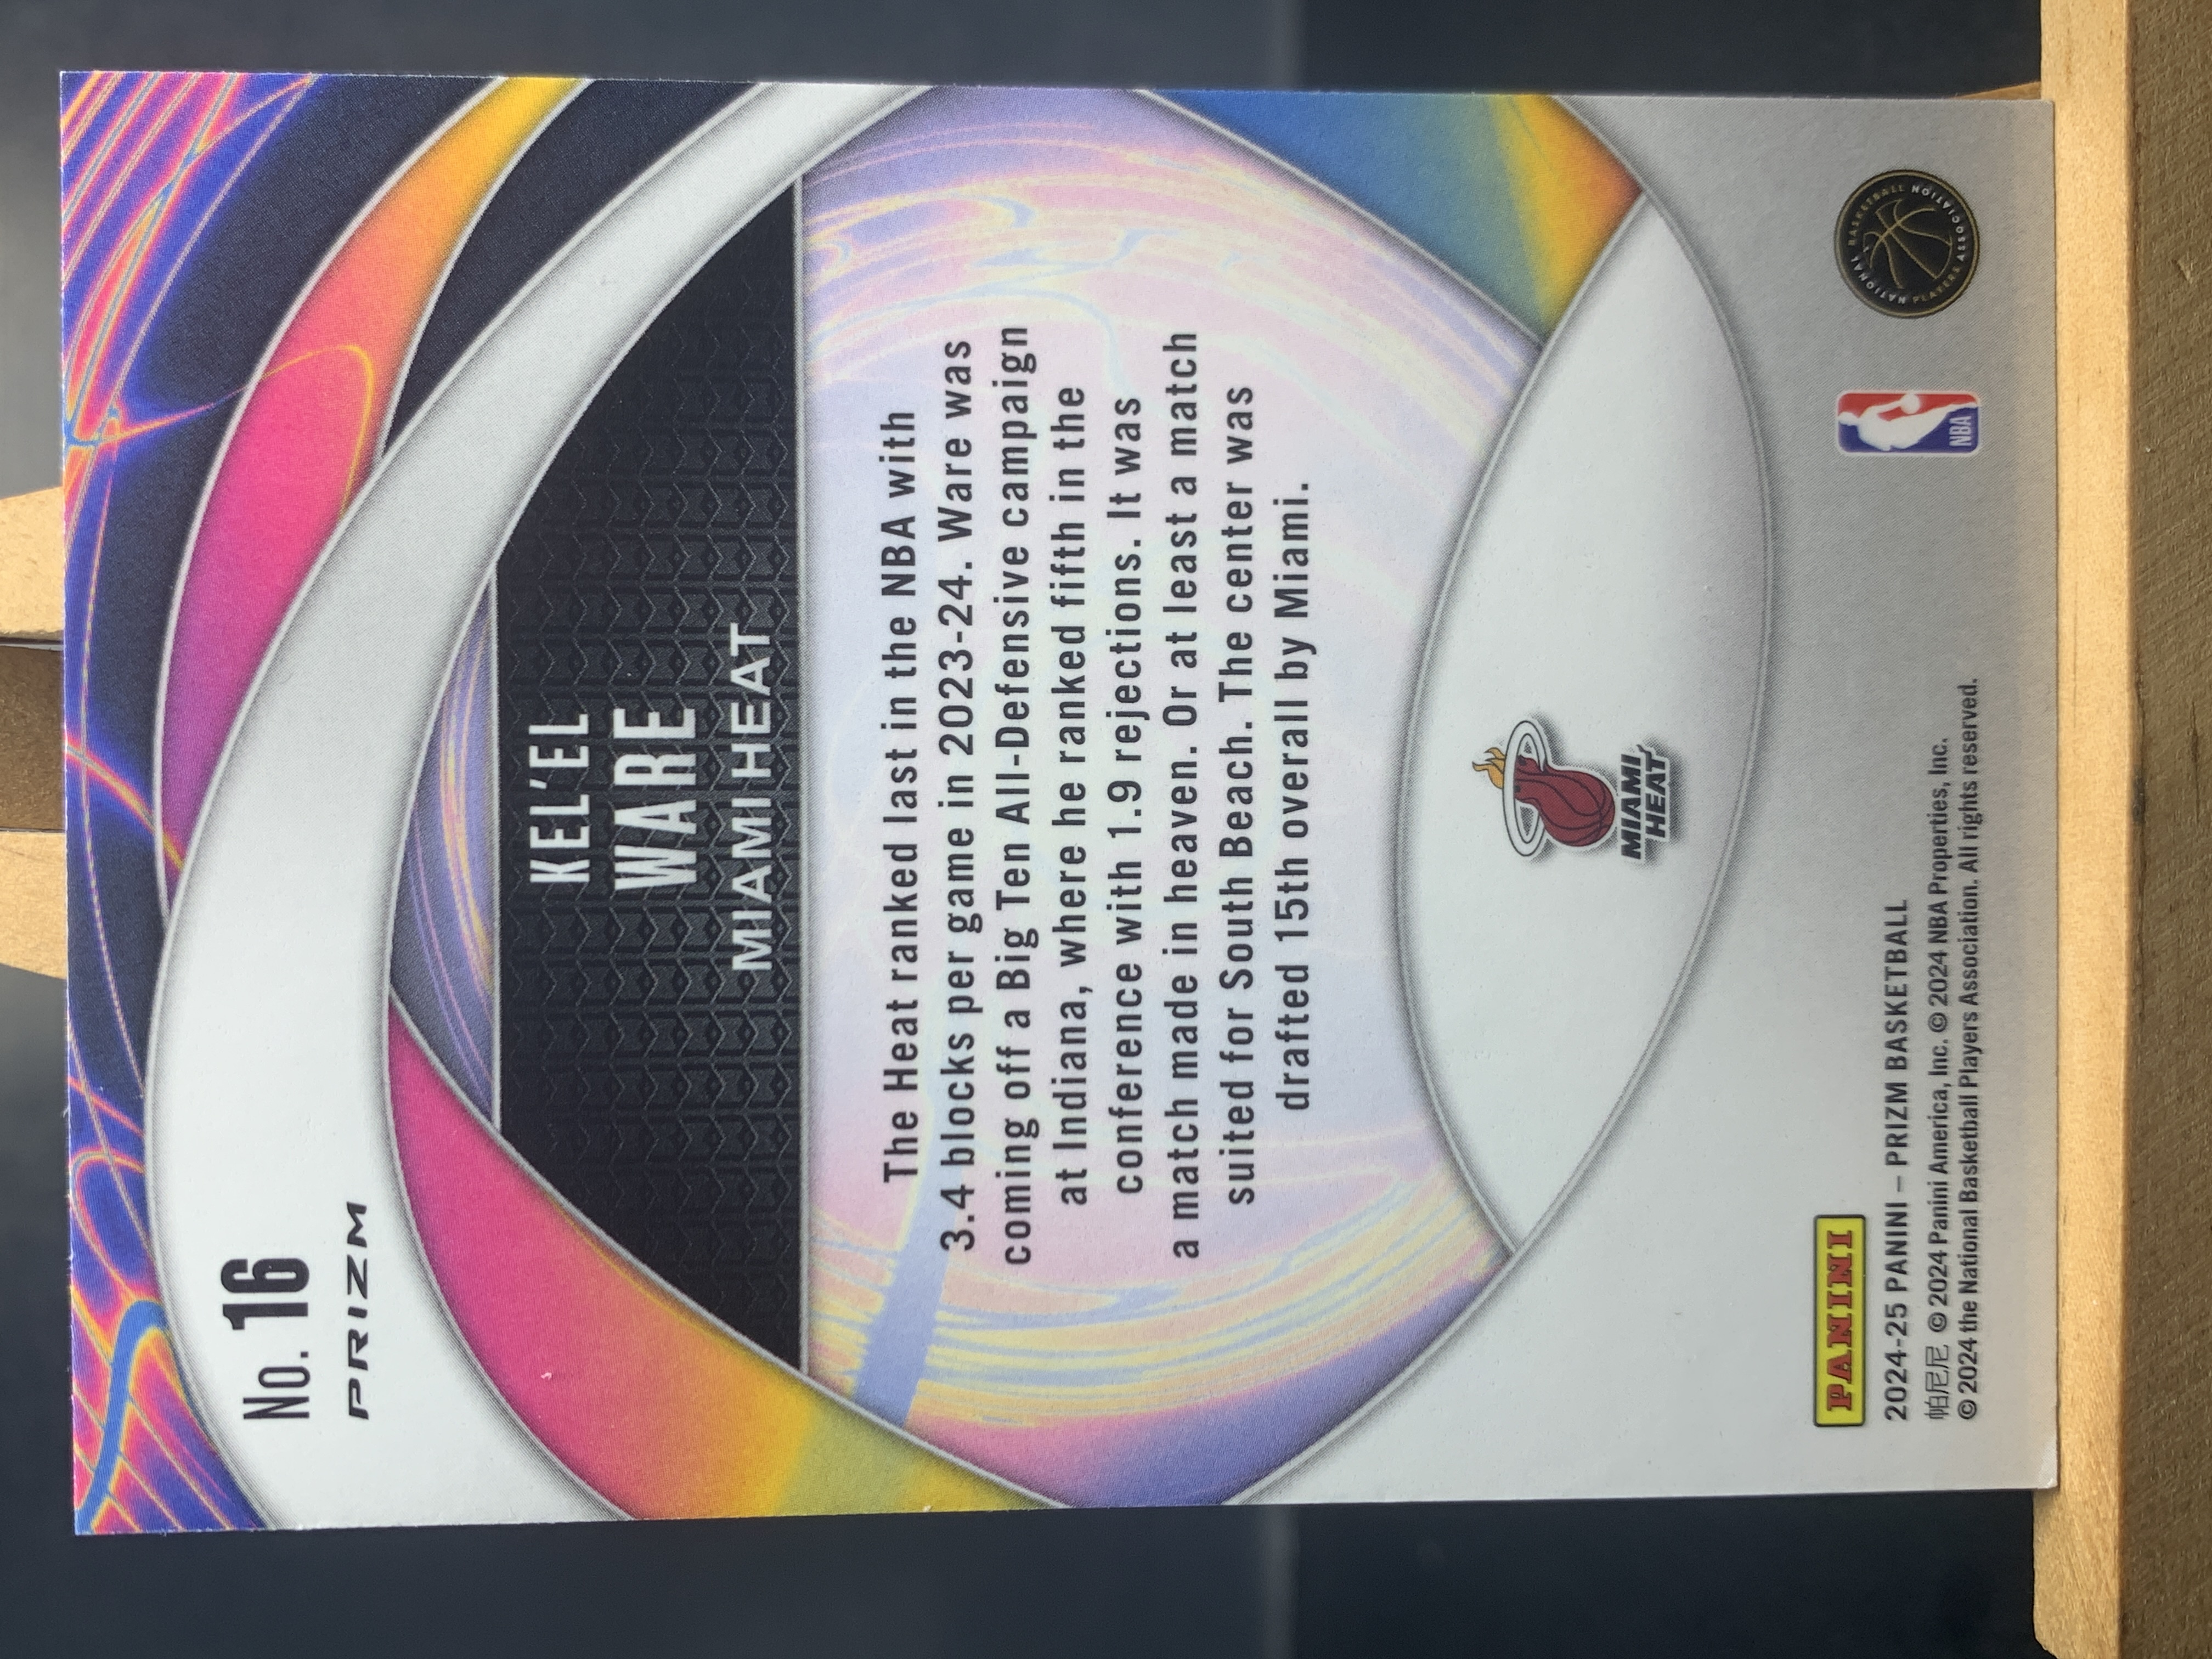 No. 16
PRIZM
KEL'EL
WARE
MIAMI HEAT
The Heat ranked last in the NBA with
3.4 blocks per game in 2023-24. Ware was
coming off a Big Ten All-Defensive campaign
at Indiana, where he ranked fifth in the
conference with 1.9 rejections. It was
a match made in heaven. Or at least a match
suited for South Beach. The center was
drafted 15th overall by Miami.
MIAMI
HEAT
PANINI
2024-25 PANINI – PRIZM BASKETBALL
帕尼尼 © 2024 Panini America, Inc. © 2024 NBA Properties, Inc.
© 2024 the National Basketball Players Association. All rights reserved.
NBA
NATIONAL BASKETBALL
PLAYERS ASSOCIATION